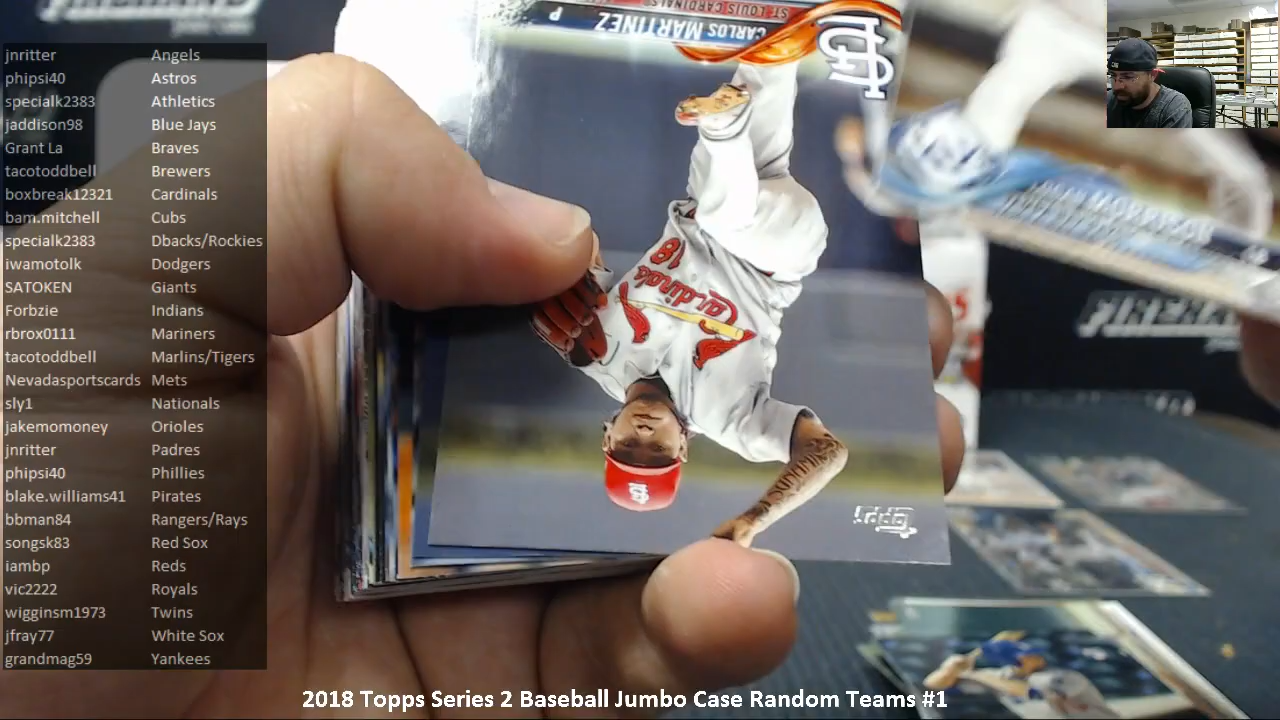 jnritter Angels
phipsi40 Astros
specialk2383 Athletics
jaddison98 Blue Jays
Grant La Braves
tacotoddbell Brewers
boxbreak12321 Cardinals
bam.mitchell Cubs
specialk2383 Dbacks/Rockies
iwamotolk Dodgers
SATOKEN Giants
Forbzie Indians
rbrox0111 Mariners
tacotoddbell Marlins/Tigers
Nevadasportscards Mets
sly1 Nationals
jakemomoney Orioles
jnritter Padres
phipsi40 Phillies
blake.williams41 Pirates
bbman84 Rangers/Rays
songsk83 Red Sox
iambp Reds
vic2222 Royals
wigginsm1973 Twins
jfray77 White Sox
grandmag59 Yankees
ST. LOUIS CARDINALS
CARLOS MARTINEZ P
STL
18
Cardinals
Topps
MORRISON
2018 Topps Series 2 Baseball Jumbo Case Random Teams #1